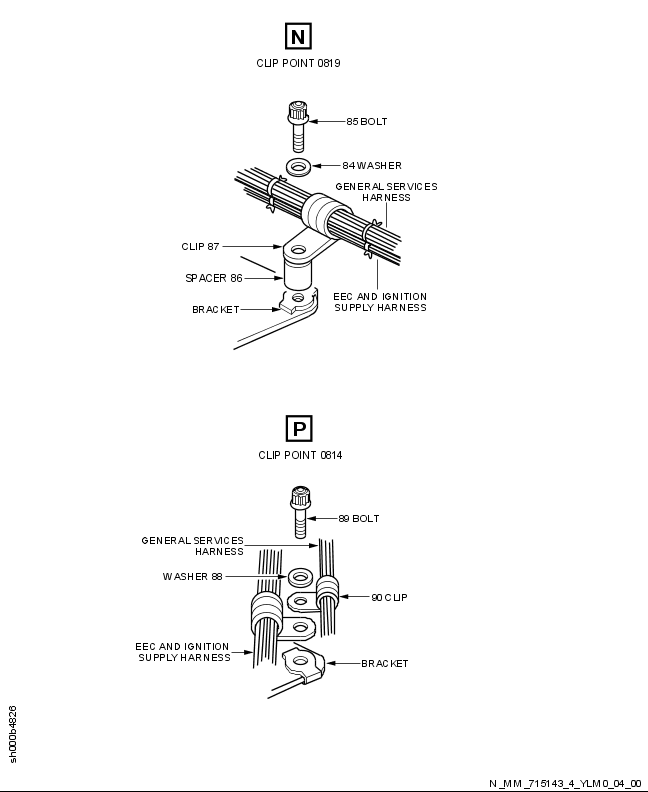 N
CLIP POINT 0819
85 BOLT
84 WASHER
GENERAL SERVICES
HARNESS
CLIP 87
SPACER 86
EEC AND IGNITION
SUPPLY HARNESS
BRACKET
P
CLIP POINT 0814
89 BOLT
GENERAL SERVICES
HARNESS
WASHER 88
90 CLIP
EEC AND IGNITION
SUPPLY HARNESS
BRACKET
sh000b4826
N_MM_715143_4_YLM0_04_00